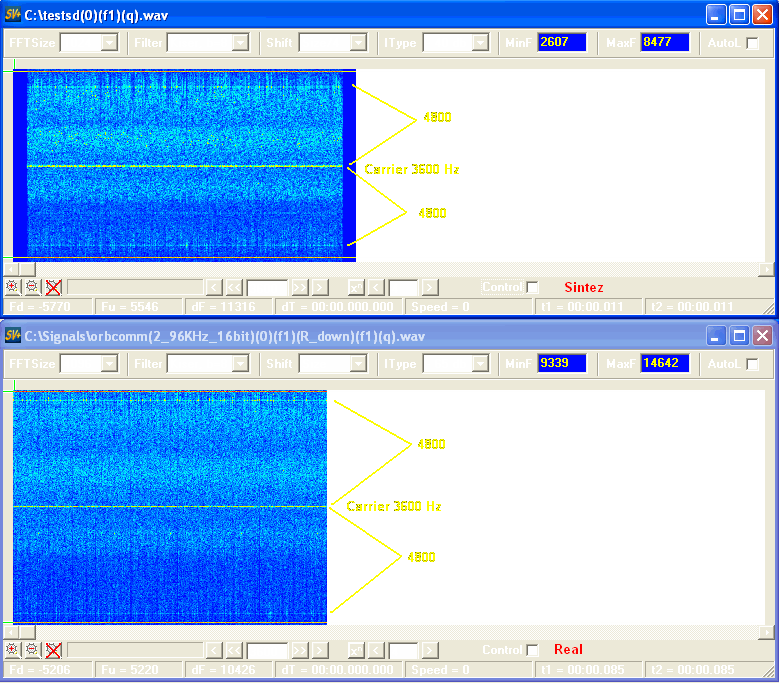 SV+ C:\testsd(0)(f1)(q).wav
FFTSize Filter Shift IType MinF 2607 MaxF 8477 AutoL
4800
Carrier 3600 Hz
4800
< << >> > x^n < > Control Sintez
Fd = -5770 Fu = 5546 dF = 11316 dT = 00:00.000.000 Speed = 0 t1 = 00:00.011 t2 = 00:00.011
SV+ C:\Signals\orbcomm(2_96KHz_16bit)(0)(f1)(R_down)(f1)(q).wav
FFTSize Filter Shift IType MinF 9339 MaxF 14642 AutoL
4800
Carrier 3600 Hz
4800
< << >> > x^n < > Control Real
Fd = -5206 Fu = 5220 dF = 10426 dT = 00:00.000.000 Speed = 0 t1 = 00:00.085 t2 = 00:00.085